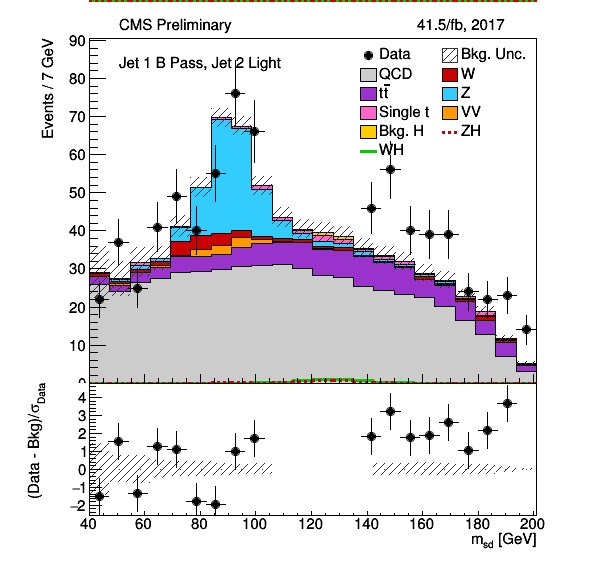 CMS Preliminary 41.5/fb, 2017
Events / 7 GeV
Jet 1 B Pass, Jet 2 Light
Data Bkg. Unc.
QCD W
tt̄ Z
Single t VV
Bkg. H ZH
WH
90
80
70
60
50
40
30
20
10
0
(Data - Bkg)/σData
4
3
2
1
0
−1
−2
40 60 80 100 120 140 160 180 200
msd [GeV]